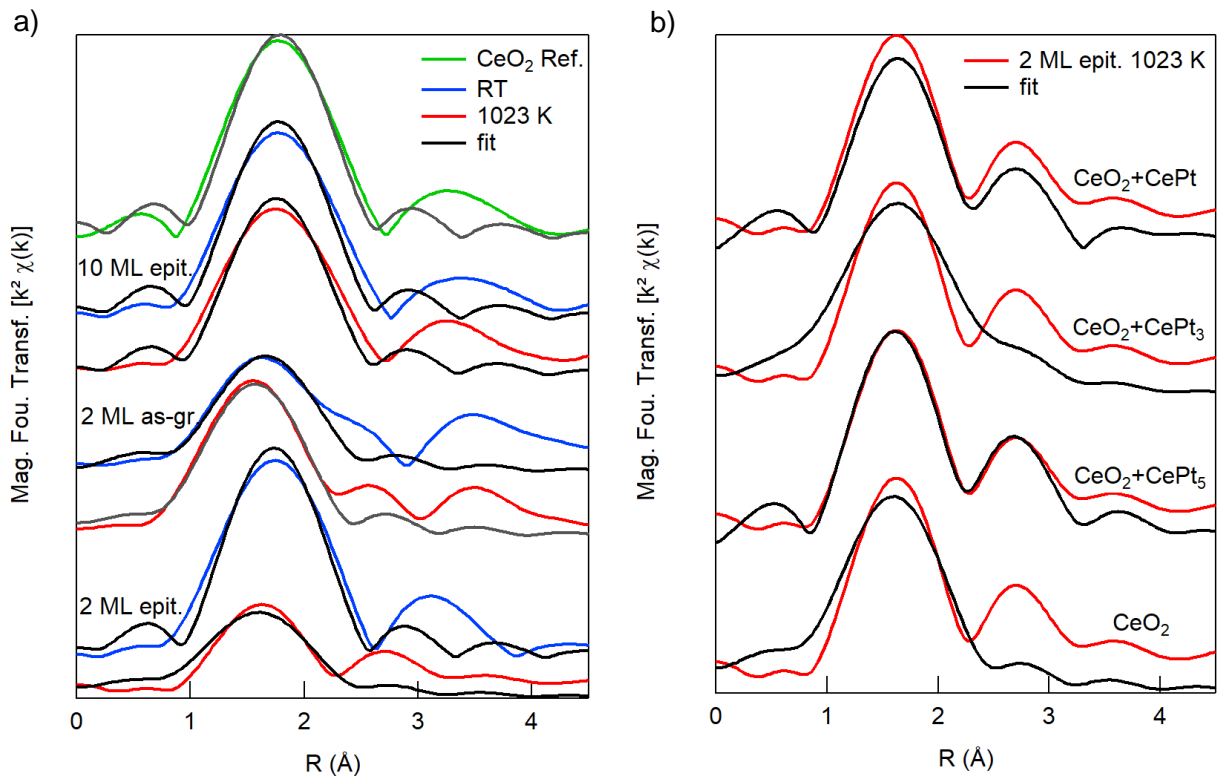 a)
CeO₂ Ref.
RT
1023 K
fit
10 ML epit.
2 ML as-gr
2 ML epit.
Mag. Fou. Transf. [k² χ(k)]
0 1 2 3 4
R (Å)
b)
2 ML epit. 1023 K
fit
CeO₂+CePt
CeO₂+CePt₃
CeO₂+CePt₅
CeO₂
Mag. Fou. Transf. [k² χ(k)]
0 1 2 3 4
R (Å)